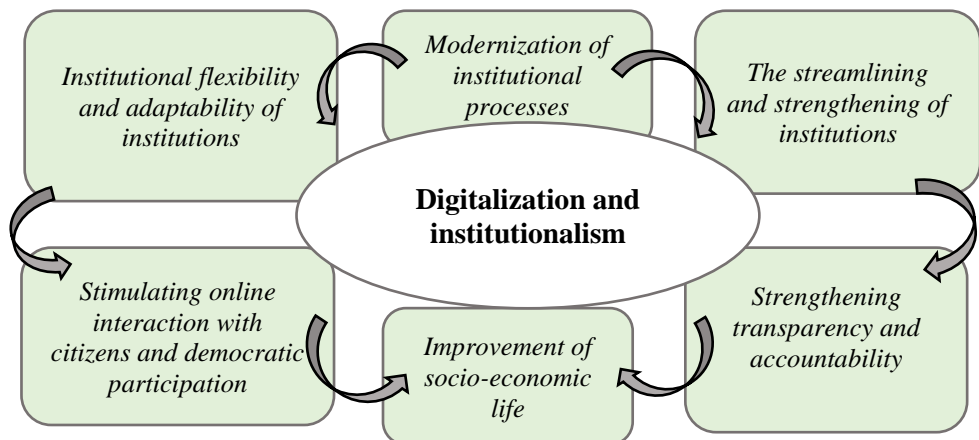 Institutional flexibility
and adaptability of
institutions
Modernization of
institutional
processes
The streamlining
and strengthening of
institutions
Digitalization and
institutionalism
Stimulating online
interaction with
citizens and democratic
participation
Improvement of
socio-economic
life
Strengthening
transparency and
accountability